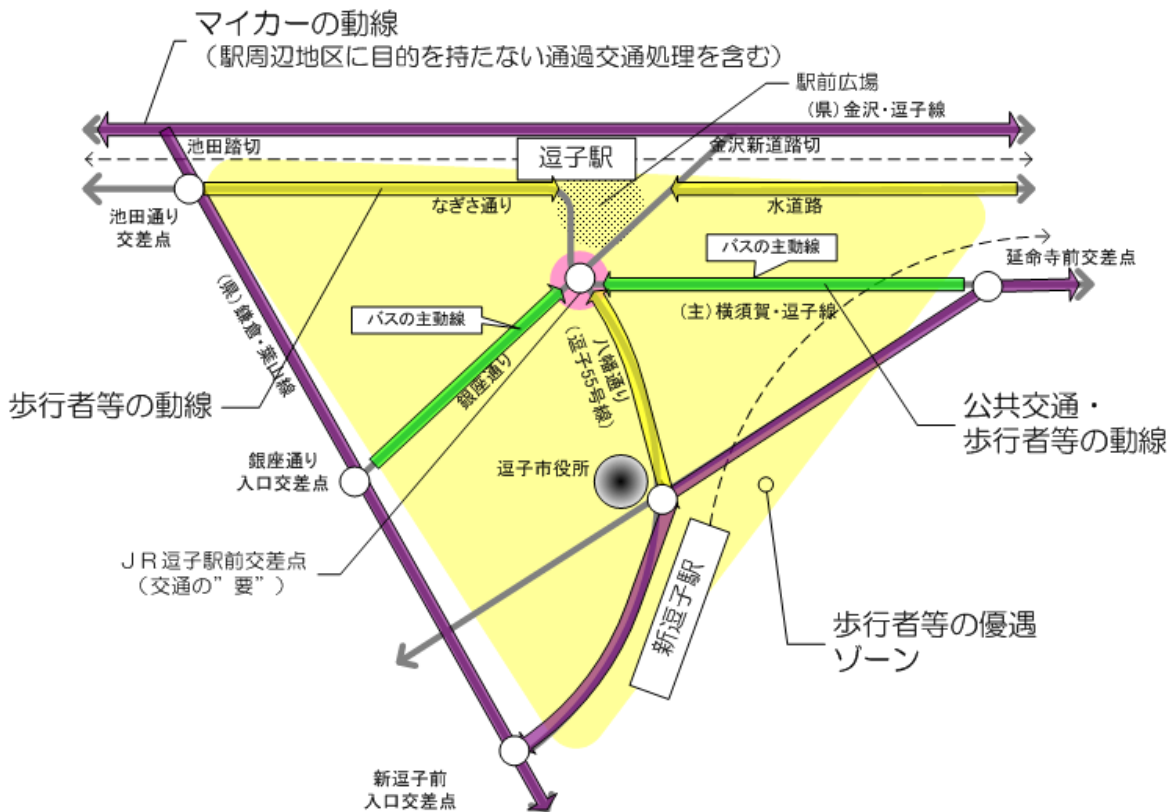 マイカーの動線
（駅周辺地区に目的を持たない通過交通処理を含む）
駅前広場
（県）金沢・逗子線
池田踏切
逗子駅
金沢新道踏切
池田通り
交差点
なぎさ通り
水道路
バスの主動線
延命寺前交差点
（県）鎌倉・葉山線
バスの主動線
（主）横須賀・逗子線
銀座通り
八幡通り
（逗子55号線）
歩行者等の動線
公共交通・
歩行者等の動線
銀座通り
入口交差点
逗子市役所
ＪＲ逗子駅前交差点
（交通の”要”）
新逗子駅
歩行者等の優遇
ゾーン
新逗子前
入口交差点